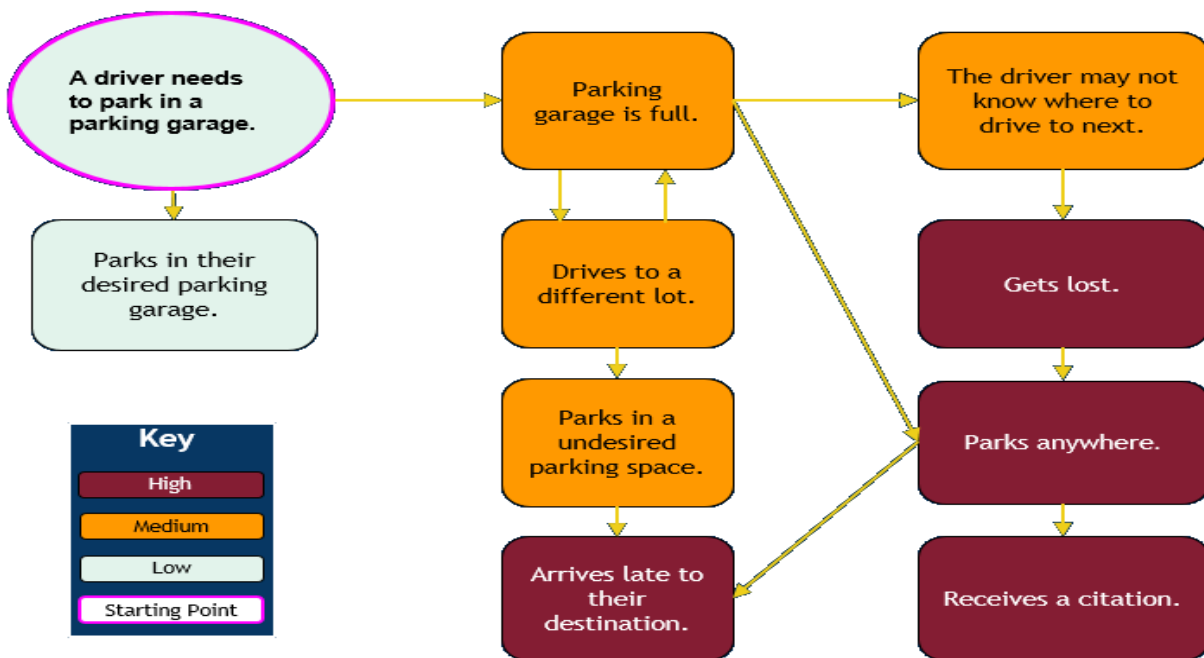 A driver needs
to park in a
parking garage.
Parking
garage is full.
The driver may not
know where to
drive to next.
Parks in their
desired parking
garage.
Drives to a
different lot.
Gets lost.
Parks in a
undesired
parking space.
Parks anywhere.
Arrives late to
their
destination.
Receives a citation.
Key
High
Medium
Low
Starting Point